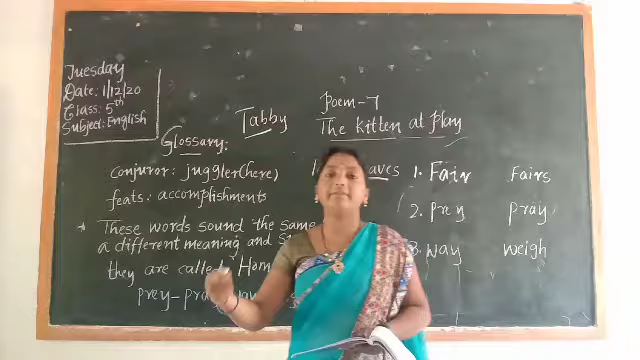 Tuesday
Date: 1/12/20
Class: 5th
Subject: English
Poem-7
Tabby
The kitten at play
Glossary:
conjuror: juggler(here)
feats: accomplishments
These words sound the same
a different meaning and
they are called Hom
prey-
1. Fair Fairs
2. Prey pray
3. way weigh